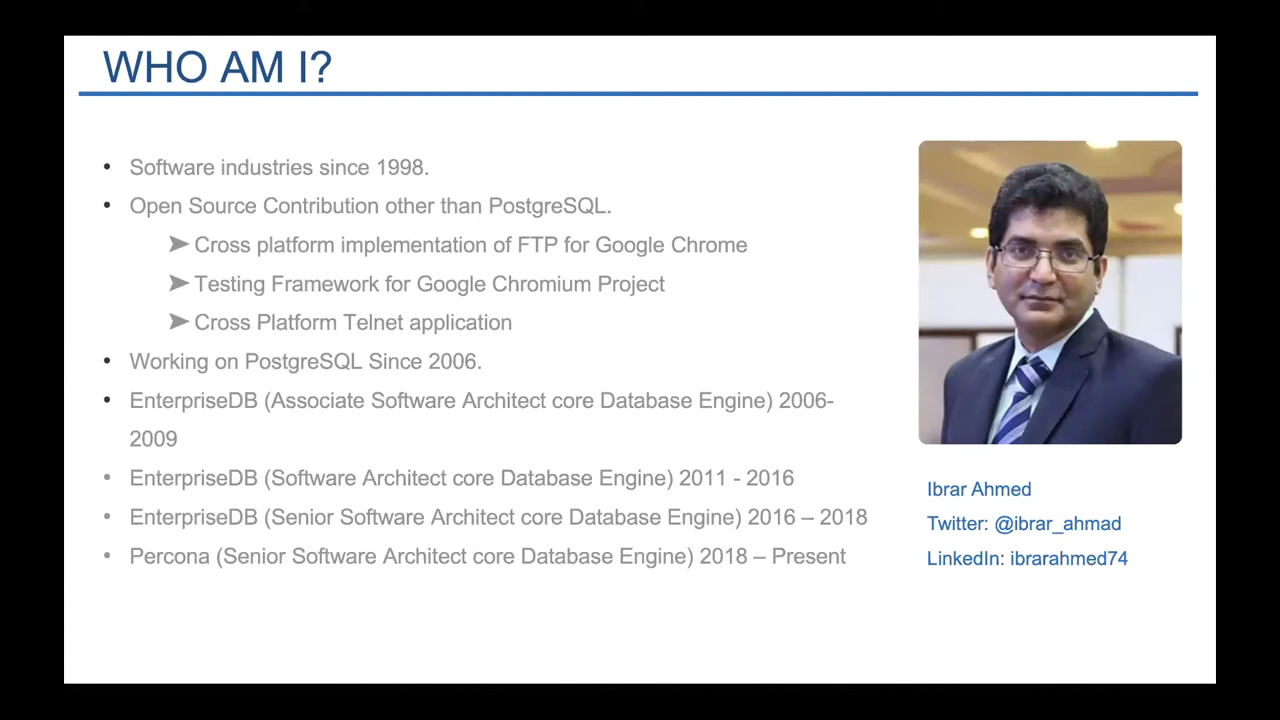 WHO AM I?
• Software industries since 1998.
• Open Source Contribution other than PostgreSQL.
➤ Cross platform implementation of FTP for Google Chrome
➤ Testing Framework for Google Chromium Project
➤ Cross Platform Telnet application
• Working on PostgreSQL Since 2006.
• EnterpriseDB (Associate Software Architect core Database Engine) 2006-
2009
• EnterpriseDB (Software Architect core Database Engine) 2011 - 2016
• EnterpriseDB (Senior Software Architect core Database Engine) 2016 – 2018
• Percona (Senior Software Architect core Database Engine) 2018 – Present
Ibrar Ahmed
Twitter: @ibrar_ahmad
LinkedIn: ibrarahmed74